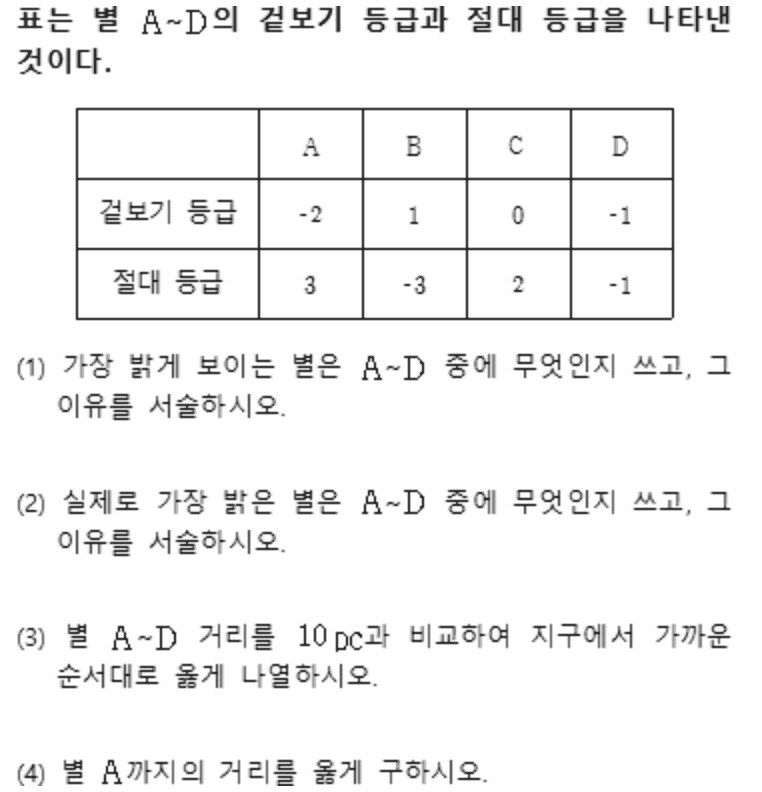 표는 별 A~D의 겉보기 등급과 절대 등급을 나타낸
것이다.
A B C D
겉보기 등급 -2 1 0 -1
절대 등급 3 -3 2 -1
(1) 가장 밝게 보이는 별은 A~D 중에 무엇인지 쓰고, 그
이유를 서술하시오.
(2) 실제로 가장 밝은 별은 A~D 중에 무엇인지 쓰고, 그
이유를 서술하시오.
(3) 별 A~D 거리를 10pc과 비교하여 지구에서 가까운
순서대로 옳게 나열하시오.
(4) 별 A까지의 거리를 옳게 구하시오.